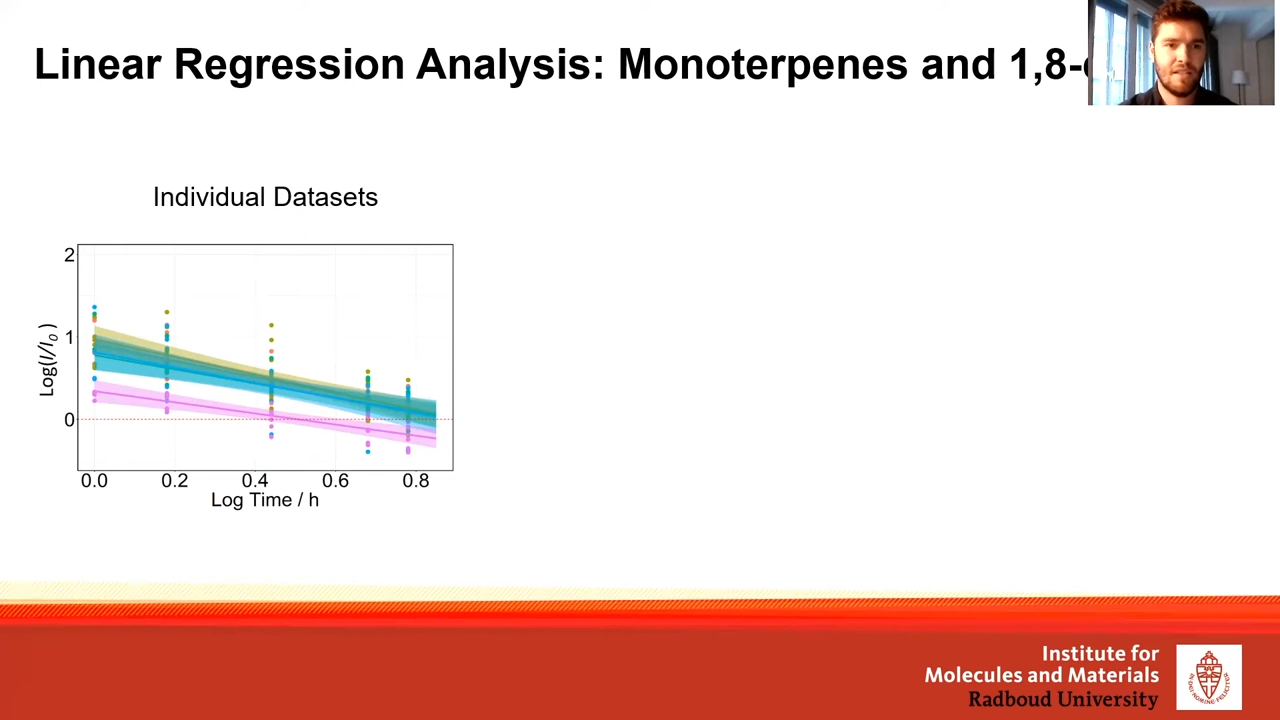 Linear Regression Analysis: Monoterpenes and 1,8-
Individual Datasets
2
1
0
Log(I/I₀)
0.0 0.2 0.4 0.6 0.8
Log Time / h
Institute for
Molecules and Materials
Radboud University